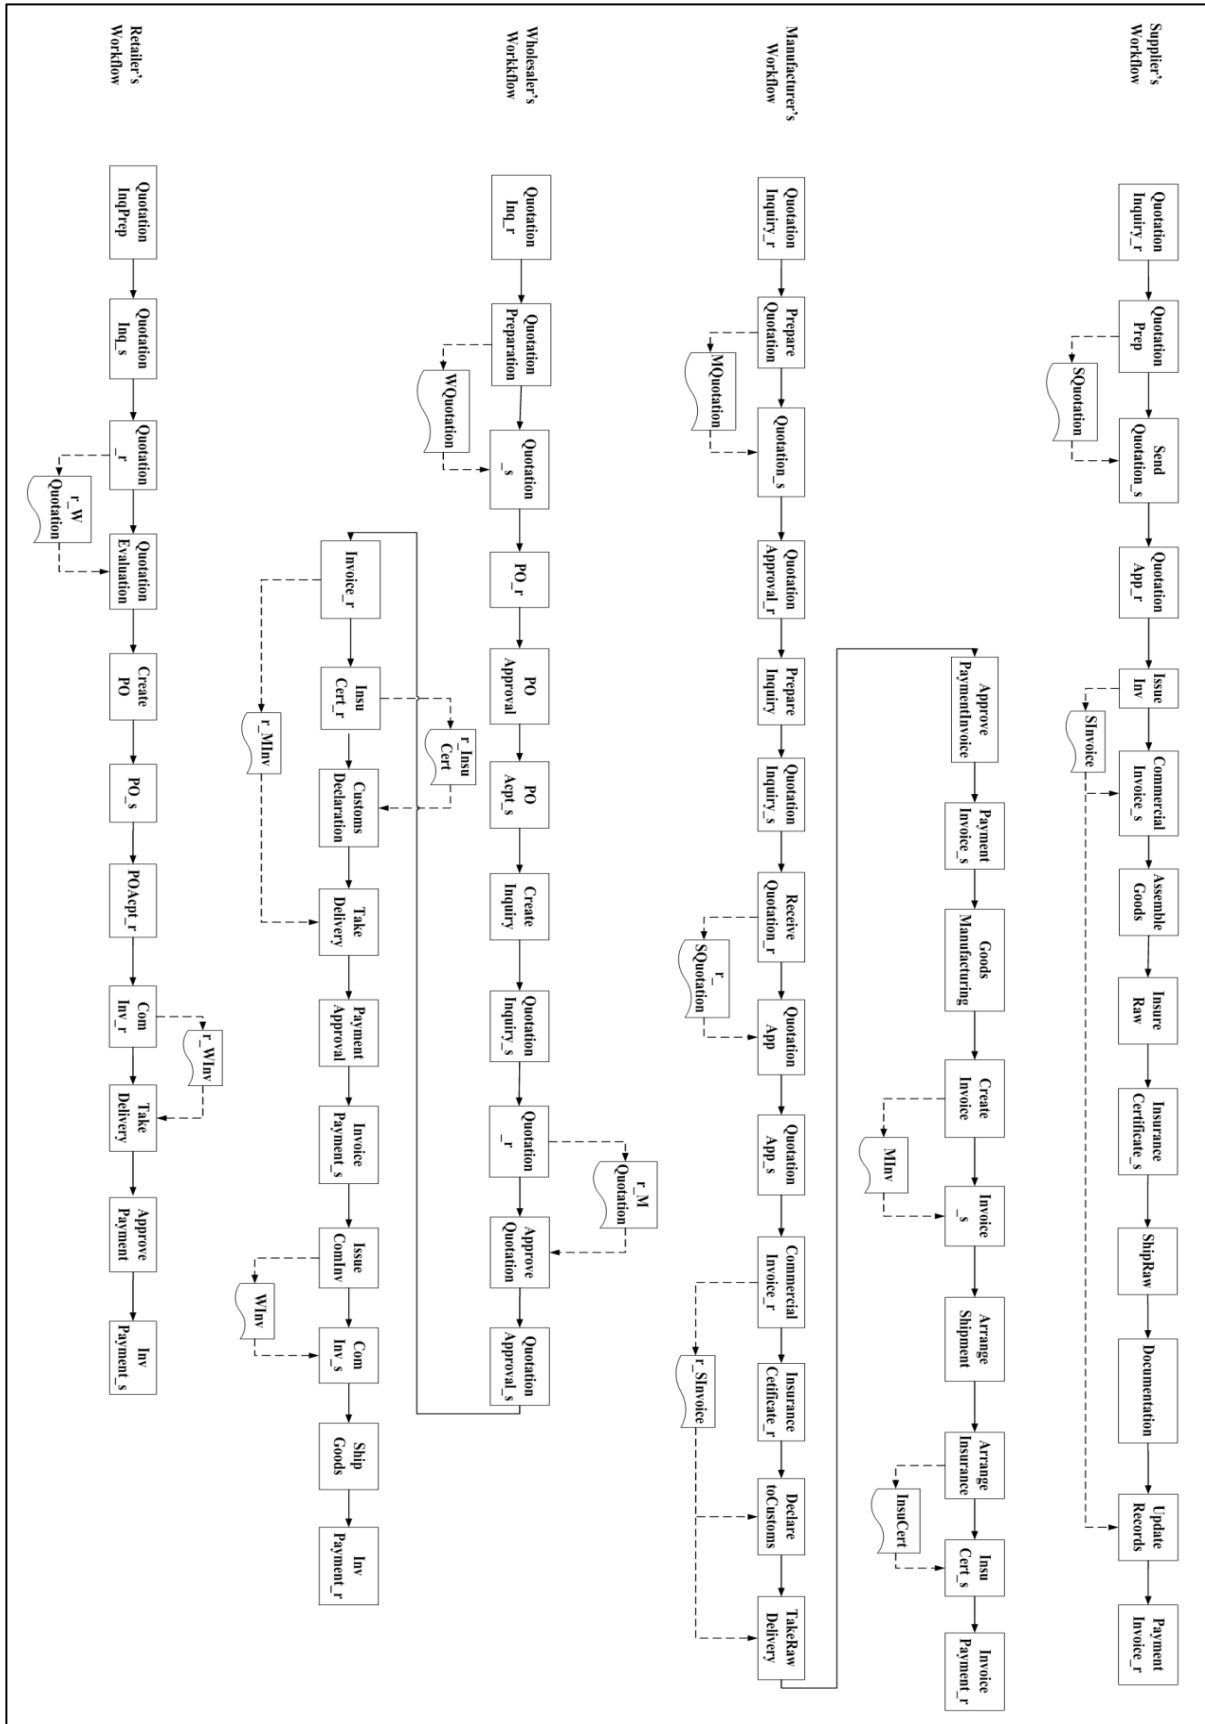 Supplier's
Workflow
Quotation
Inquiry_r
Quotation
Prep
SQuotation
Send
Quotation_s
Quotation
App_r
Issue
Inv
SInvoice
Commercial
Invoice_s
Assemble
Goods
Insure
Raw
Insurance
Certificate_s
ShipRaw
Documentation
Update
Records
Payment
Invoice_r
Manufacturer's
Workflow
Quotation
Inquiry_r
Prepare
Quotation
MQuotation
Quotation_s
Quotation
Approval_r
Prepare
Inquiry
Quotation
Inquiry_s
Receive
Quotation_r
r_
SQuotation
Quotation
App
Quotation
App_s
Commercial
Invoice_r
r_SInvoice
Insurance
Cetificate_r
Declare
toCustoms
TakeRaw
Delivery
Approve
PaymentInvoice
Payment
Invoice_s
Goods
Manufacturing
Create
Invoice
MInv
Invoice
_s
Arrange
Shipment
Arrange
Insurance
InsuCert
Insu
Cert_s
Invoice
Payment_r
Wholesaler's
Workkflow
Quotation
Inq_r
Quotation
Preparation
WQuotation
Quotation
_s
PO_r
PO
Approval
PO
Acpt_s
Create
Inquiry
Quotation
Inquiry_s
Quotation
_r
r_M
Quotation
Approve
Quotation
Quotation
Approval_s
Invoice_r
r_MInv
Insu
Cert_r
r_Insu
Cert
Customs
Declaration
Take
Delivery
Payment
Approval
Invoice
Payment_s
Issue
ComInv
WInv
Com
Inv_s
Ship
Goods
Inv
Payment_r
Retailer's
Workflow
Quotation
InqPrep
Quotation
Inq_s
Quotation
_r
r_W
Quotation
Quotation
Evaluation
Create
PO
PO_s
POAcpt_r
Com
Inv_r
r_WInv
Take
Delivery
Approve
Payment
Inv
Payment_s